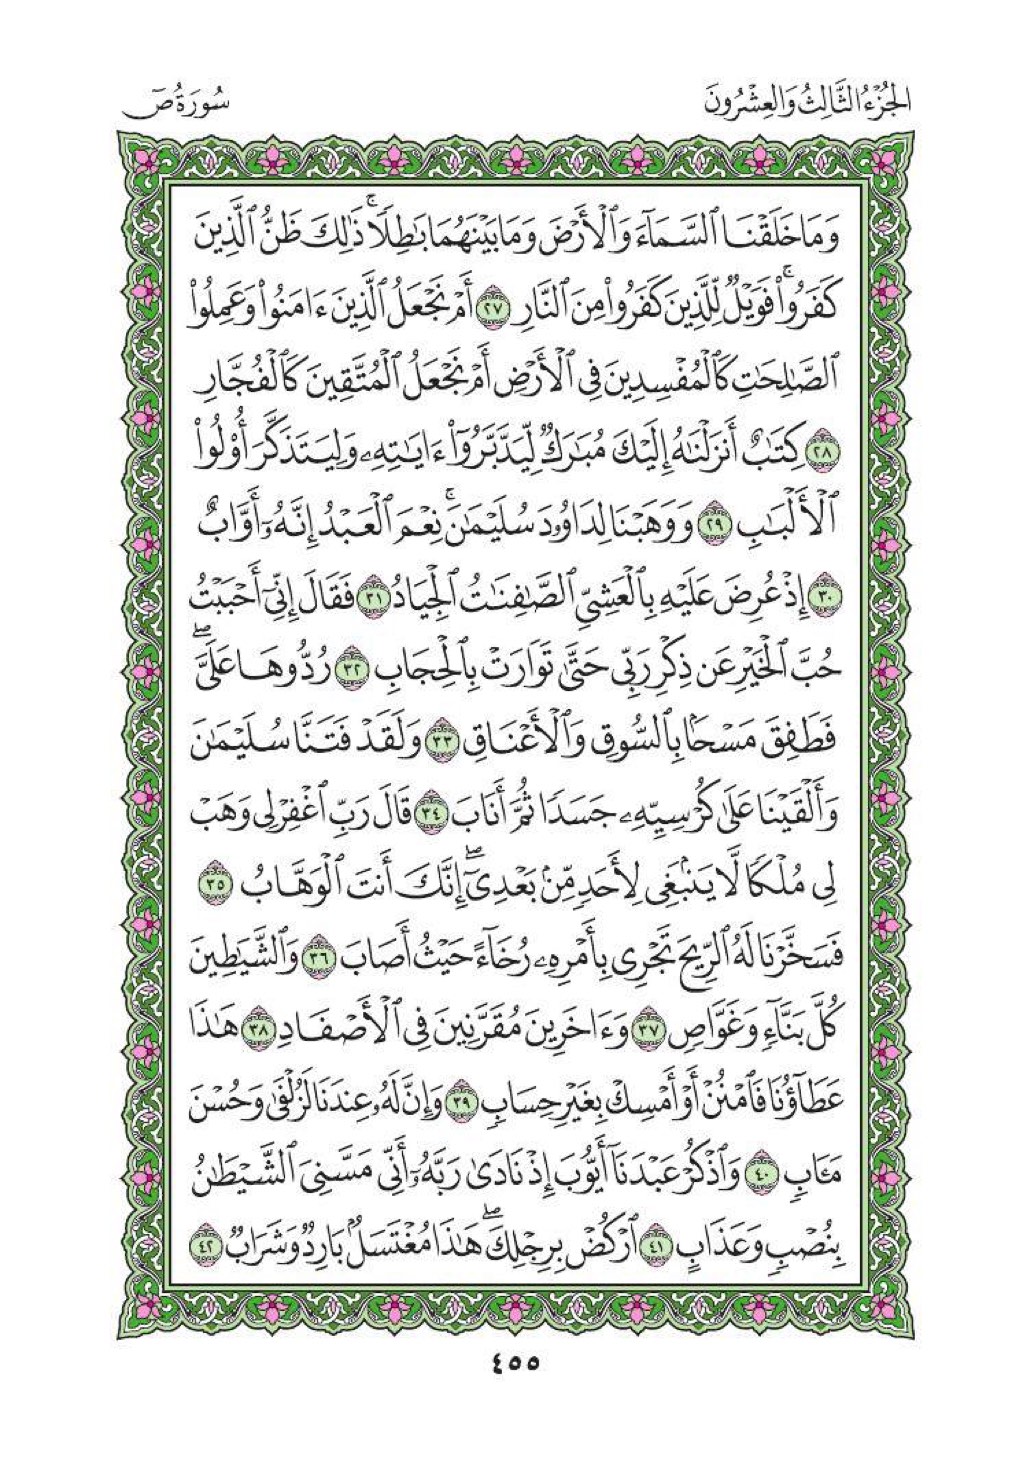 الجُزْءُ الثَّالِثُ وَالعِشْرُونَ
سُورَةُ صٓ
وَمَا خَلَقْنَا ٱلسَّمَآءَ وَٱلْأَرْضَ وَمَا بَيْنَهُمَا بَٰطِلًاۚ ذَٰلِكَ ظَنُّ ٱلَّذِينَ
كَفَرُوا۟ۚ فَوَيْلٌ لِّلَّذِينَ كَفَرُوا۟ مِنَ ٱلنَّارِ ٢٧ أَمْ نَجْعَلُ ٱلَّذِينَ ءَامَنُوا۟ وَعَمِلُوا۟
ٱلصَّٰلِحَٰتِ كَٱلْمُفْسِدِينَ فِى ٱلْأَرْضِ أَمْ نَجْعَلُ ٱلْمُتَّقِينَ كَٱلْفُجَّارِ
٢٨ كِتَٰبٌ أَنزَلْنَٰهُ إِلَيْكَ مُبَٰرَكٌ لِّيَدَّبَّرُوٓا۟ ءَايَٰتِهِۦ وَلِيَتَذَكَّرَ أُو۟لُوا۟
ٱلْأَلْبَٰبِ ٢٩ وَوَهَبْنَا لِدَاوُۥدَ سُلَيْمَٰنَۚ نِعْمَ ٱلْعَبْدُ إِنَّهُۥٓ أَوَّابٌ
٣٠ إِذْ عُرِضَ عَلَيْهِ بِٱلْعَشِىِّ ٱلصَّٰفِنَٰتُ ٱلْجِيَادُ ٣١ فَقَالَ إِنِّىٓ أَحْبَبْتُ
حُبَّ ٱلْخَيْرِ عَن ذِكْرِ رَبِّى حَتَّىٰ تَوَارَتْ بِٱلْحِجَابِ ٣٢ رُدُّوهَا عَلَىَّۖ
فَطَفِقَ مَسْحًۢا بِٱلسُّوقِ وَٱلْأَعْنَاقِ ٣٣ وَلَقَدْ فَتَنَّا سُلَيْمَٰنَ
وَأَلْقَيْنَا عَلَىٰ كُرْسِيِّهِۦ جَسَدًا ثُمَّ أَنَابَ ٣٤ قَالَ رَبِّ ٱغْفِرْ لِى وَهَبْ
لِى مُلْكًا لَّا يَنۢبَغِى لِأَحَدٍ مِّنۢ بَعْدِىٓۖ إِنَّكَ أَنتَ ٱلْوَهَّابُ ٣٥
فَسَخَّرْنَا لَهُ ٱلرِّيحَ تَجْرِى بِأَمْرِهِۦ رُخَآءً حَيْثُ أَصَابَ ٣٦ وَٱلشَّيَٰطِينَ
كُلَّ بَنَّآءٍ وَغَوَّاصٍ ٣٧ وَءَاخَرِينَ مُقَرَّنِينَ فِى ٱلْأَصْفَادِ ٣٨ هَٰذَا
عَطَآؤُنَا فَٱمْنُنْ أَوْ أَمْسِكْ بِغَيْرِ حِسَابٍ ٣٩ وَإِنَّ لَهُۥ عِندَنَا لَزُلْفَىٰ وَحُسْنَ
مَـَٔابٍ ٤٠ وَٱذْكُرْ عَبْدَنَآ أَيُّوبَ إِذْ نَادَىٰ رَبَّهُۥٓ أَنِّى مَسَّنِىَ ٱلشَّيْطَٰنُ
بِنُصْبٍ وَعَذَابٍ ٤١ ٱرْكُضْ بِرِجْلِكَۖ هَٰذَا مُغْتَسَلٌۢ بَارِدٌ وَشَرَابٌ ٤٢
٤٥٥